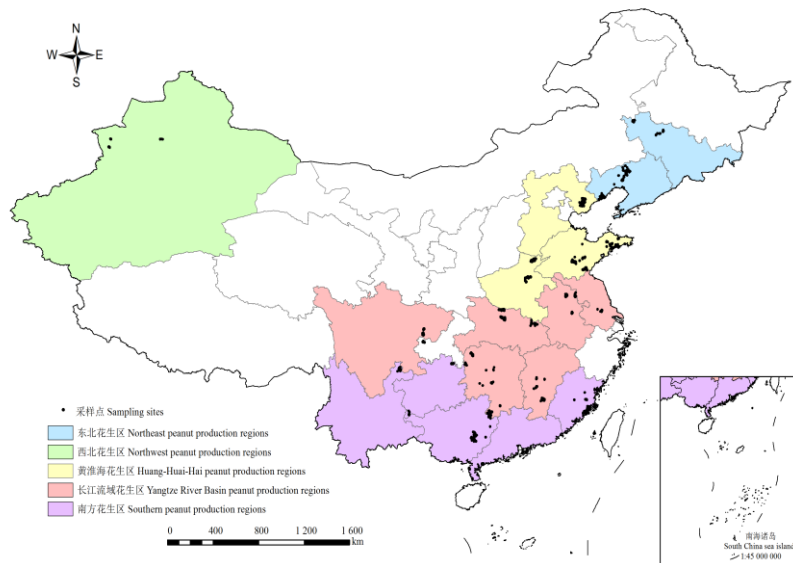 N
W E
S
采样点 Sampling sites
东北花生区 Northeast peanut production regions
西北花生区 Northwest peanut production regions
黄淮海花生区 Huang-Huai-Hai peanut production regions
长江流域花生区 Yangtze River Basin peanut production regions
南方花生区 Southern peanut production regions
0 400 800 1 200 1 600
km
南海诸岛
South China sea island
1:45 000 000